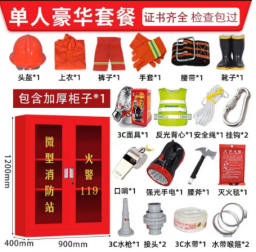 单人豪华套餐
证书齐全 检查包过
头盔*1 上衣*1 裤子*1 手套*1 腰带*1 靴子*1
包含加厚柜子*1
3C面具*1 反光背心*1 安全绳*1 挂钩*2
口哨*1 强光手电*1 腰斧*1 灭火毯*1
3C水枪*1 接头*2 3C水带*1 水带喉箍*2
微型消防站
火警
119
1200mm
400mm
900mm